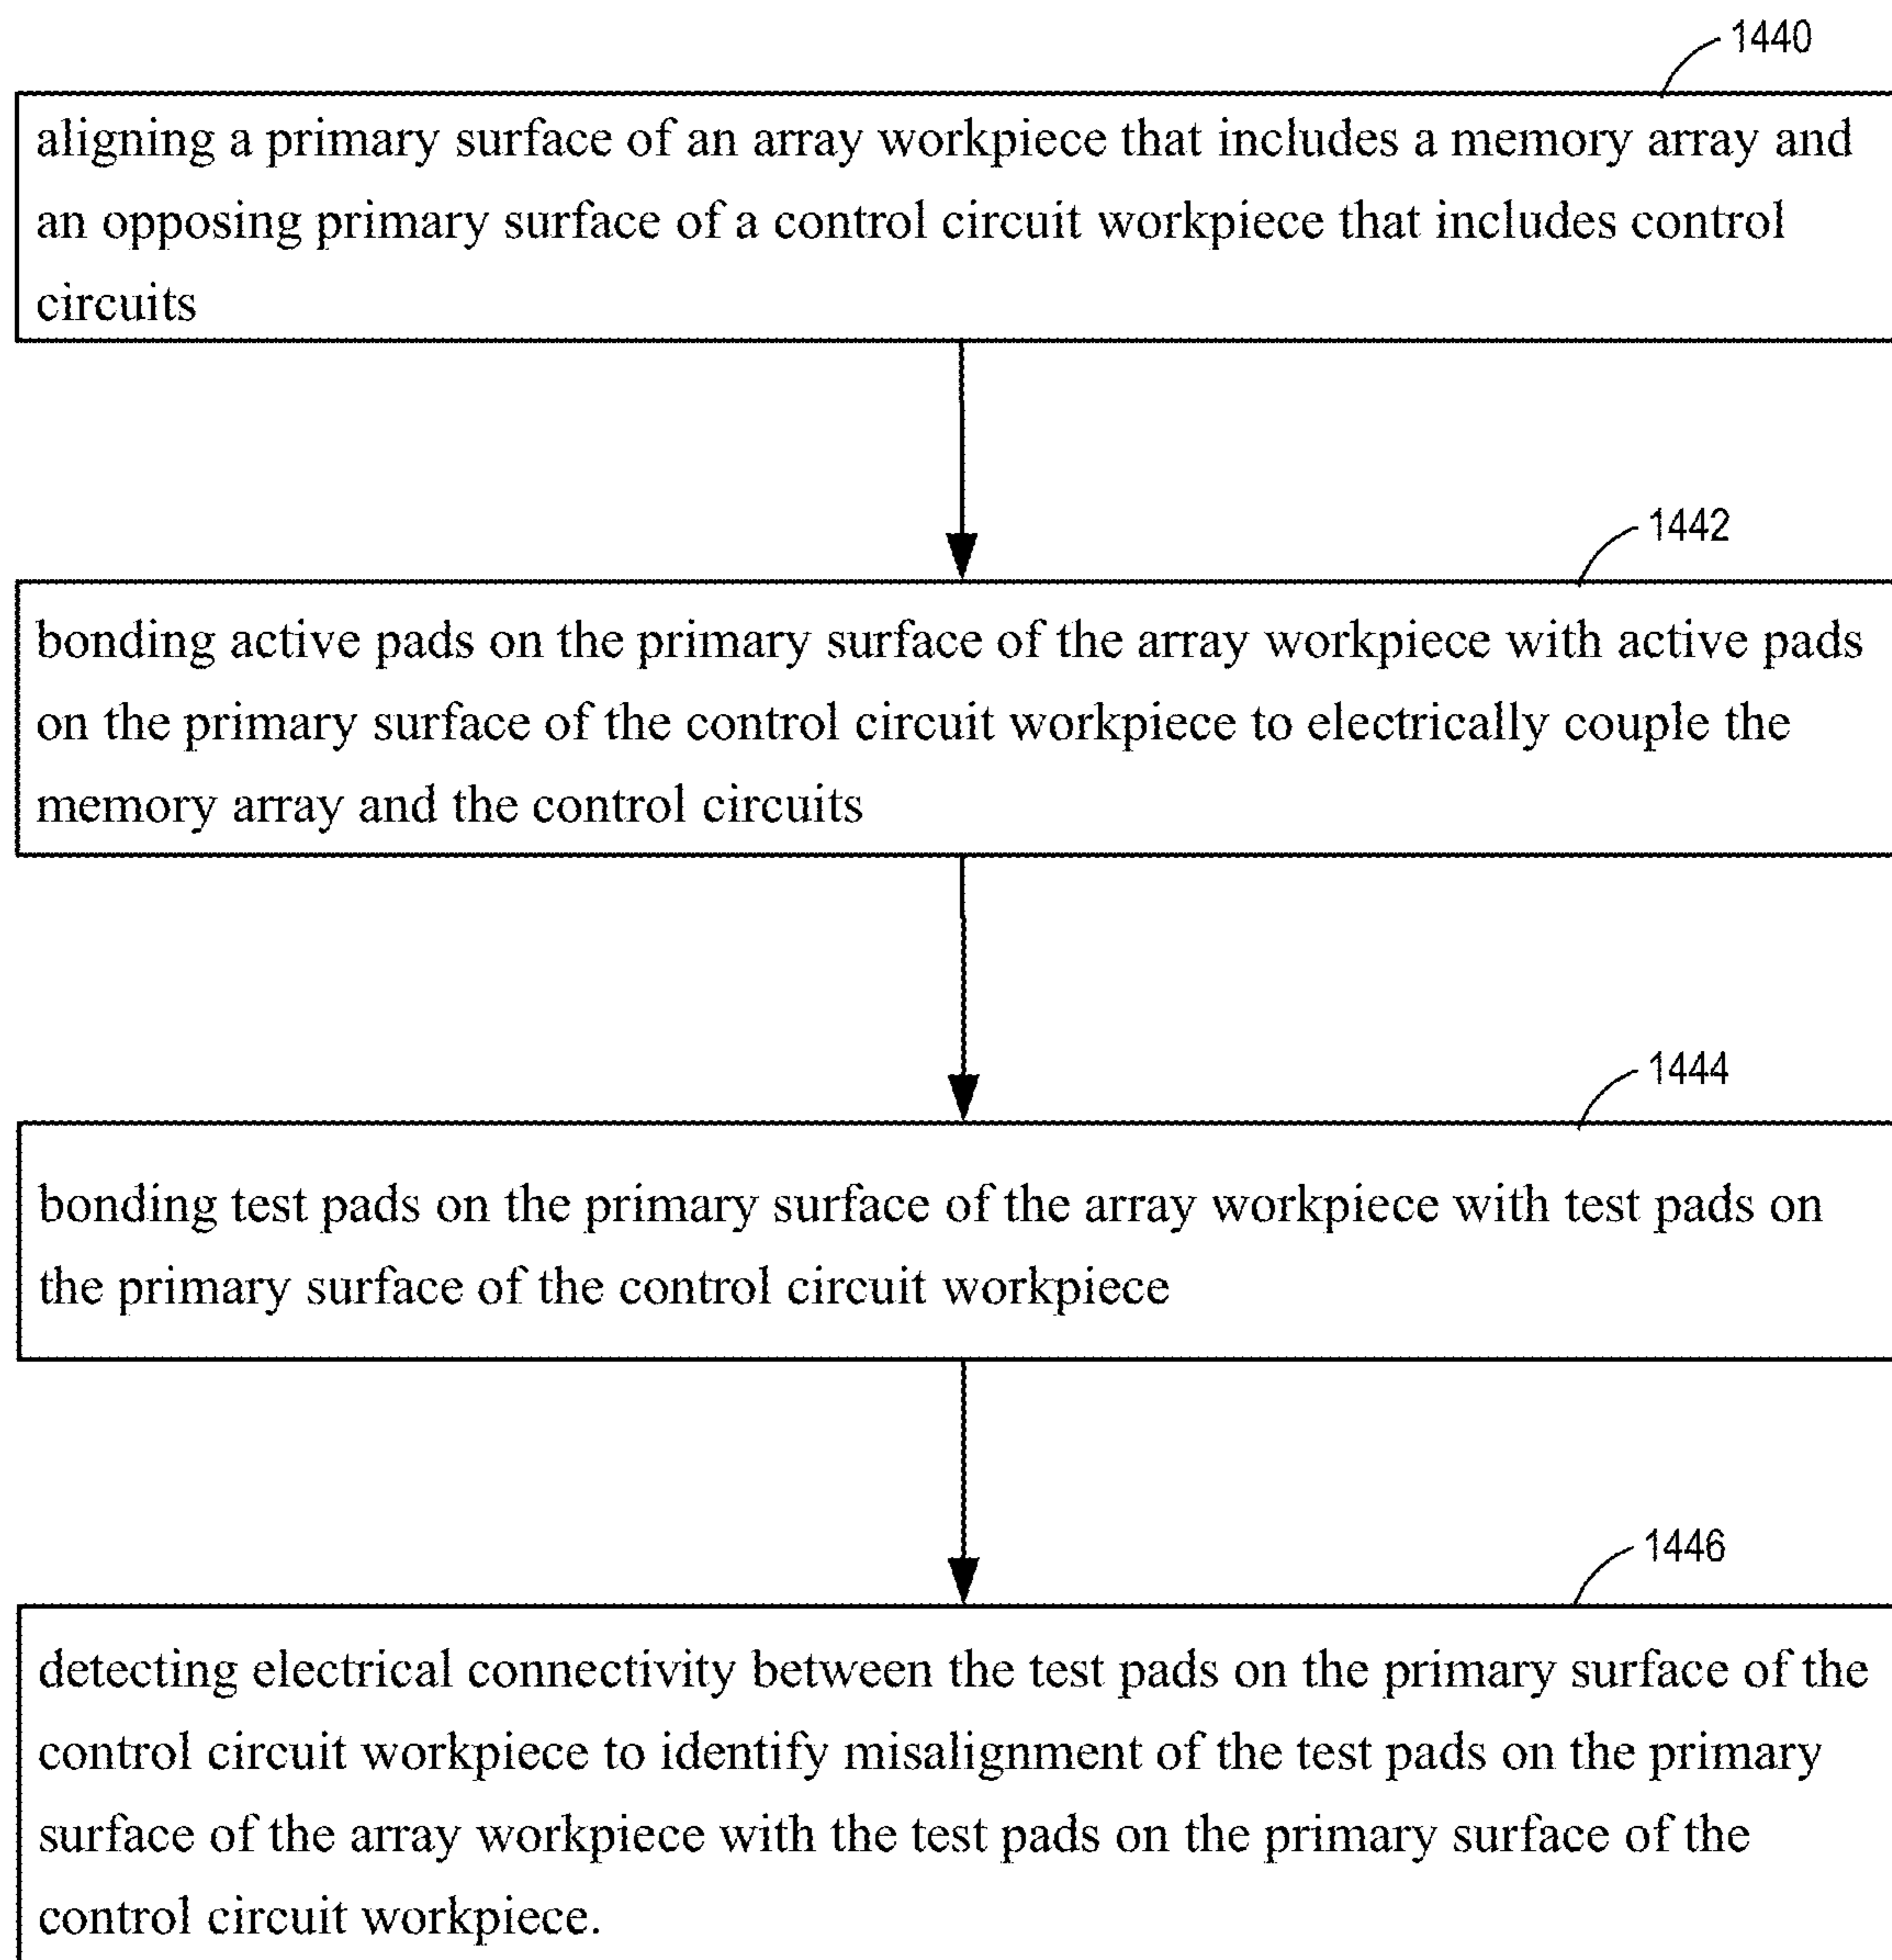 1440
aligning a primary surface of an array workpiece that includes a memory array and
an opposing primary surface of a control circuit workpiece that includes control
circuits
1442
bonding active pads on the primary surface of the array workpiece with active pads
on the primary surface of the control circuit workpiece to electrically couple the
memory array and the control circuits
1444
bonding test pads on the primary surface of the array workpiece with test pads on
the primary surface of the control circuit workpiece
1446
detecting electrical connectivity between the test pads on the primary surface of the
control circuit workpiece to identify misalignment of the test pads on the primary
surface of the array workpiece with the test pads on the primary surface of the
control circuit workpiece.